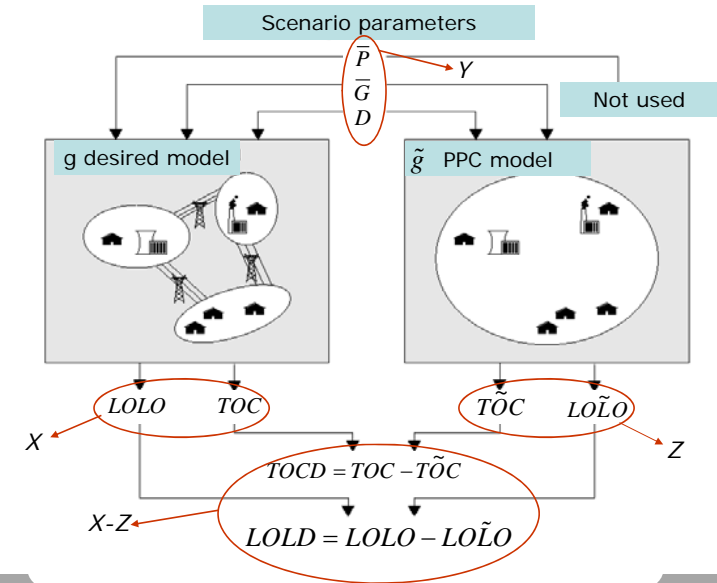 Scenario parameters
P̅
Y
G̅
Not used
D
g desired model
g̃ PPC model
LOLO TOC
TÕC LOL̃O
X
Z
TOCD = TOC − TÕC
X-Z
LOLD = LOLO − LOL̃O